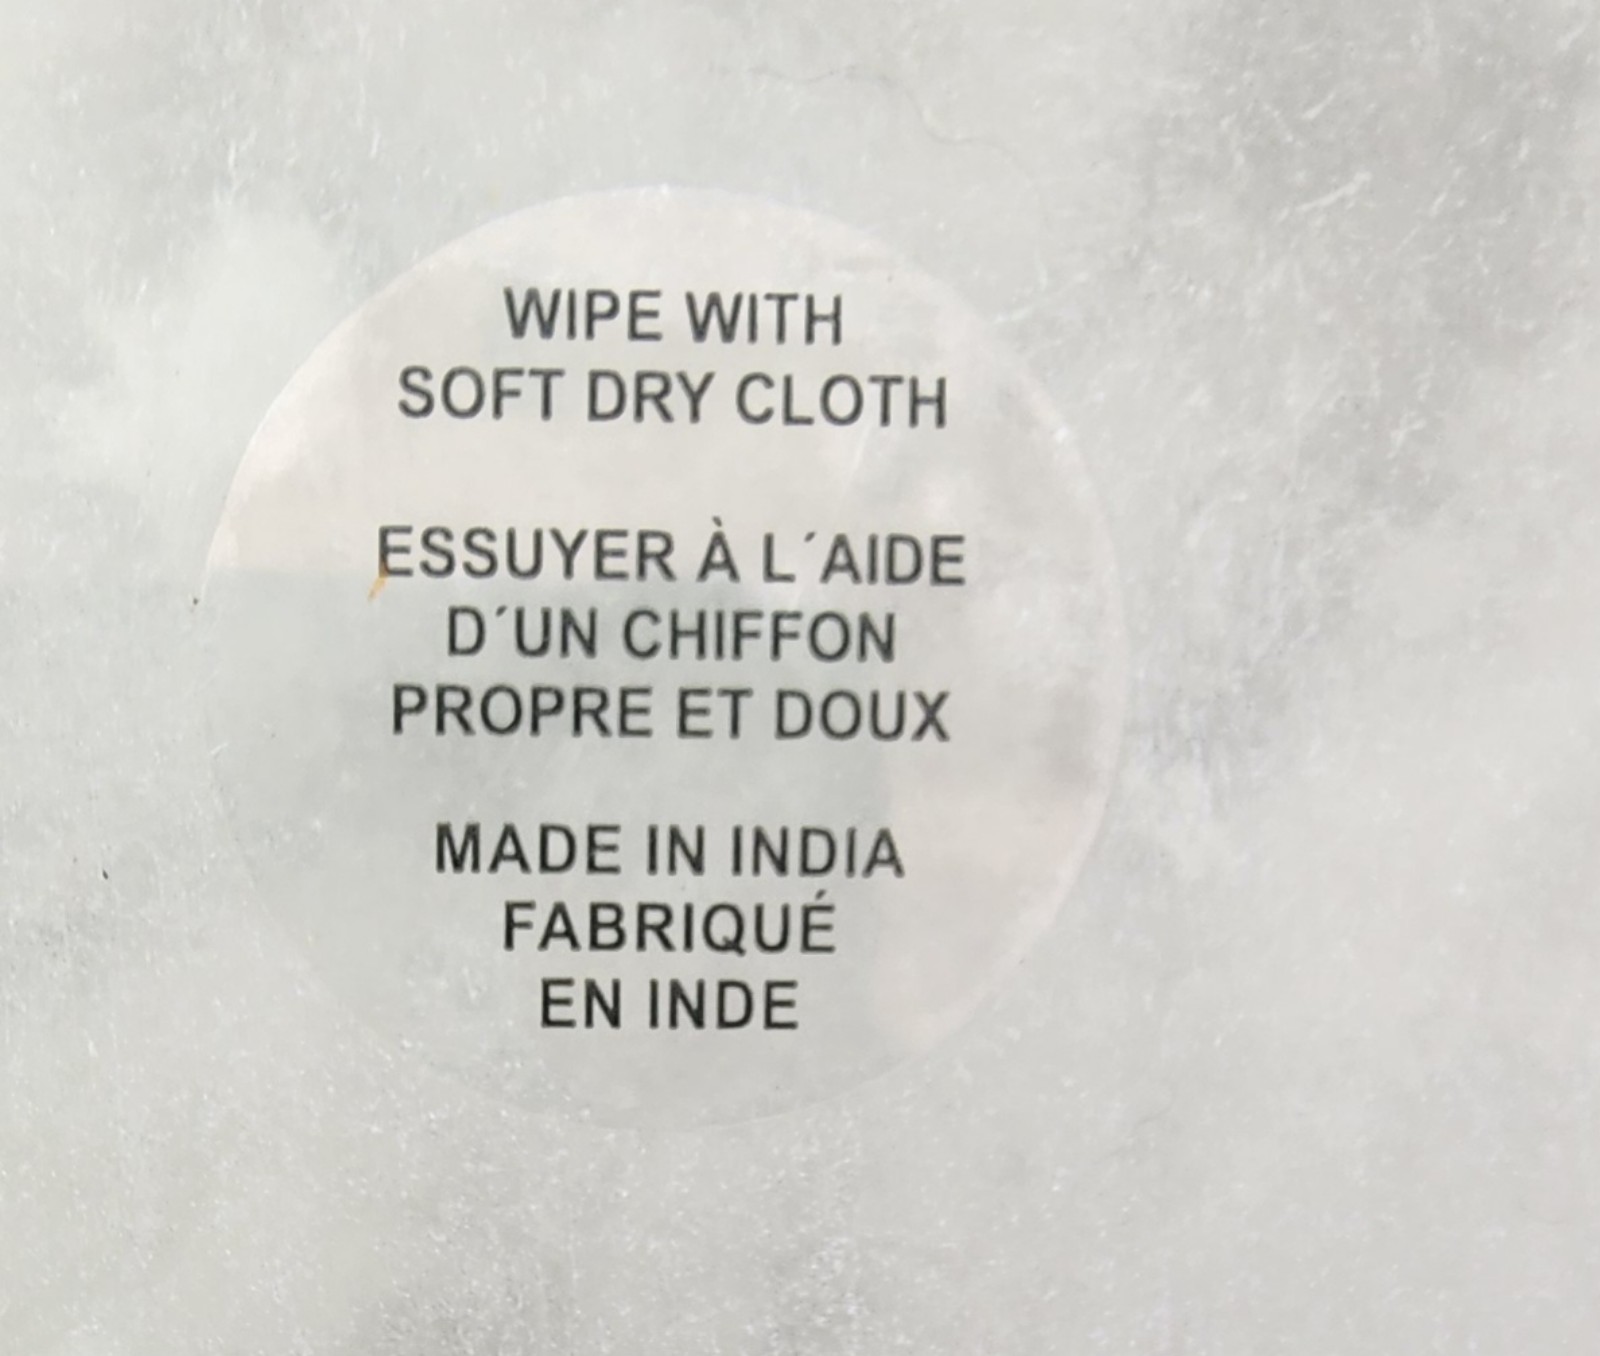 WIPE WITH
SOFT DRY CLOTH
ESSUYER À L´AIDE
D´UN CHIFFON
PROPRE ET DOUX
MADE IN INDIA
FABRIQUÉ
EN INDE